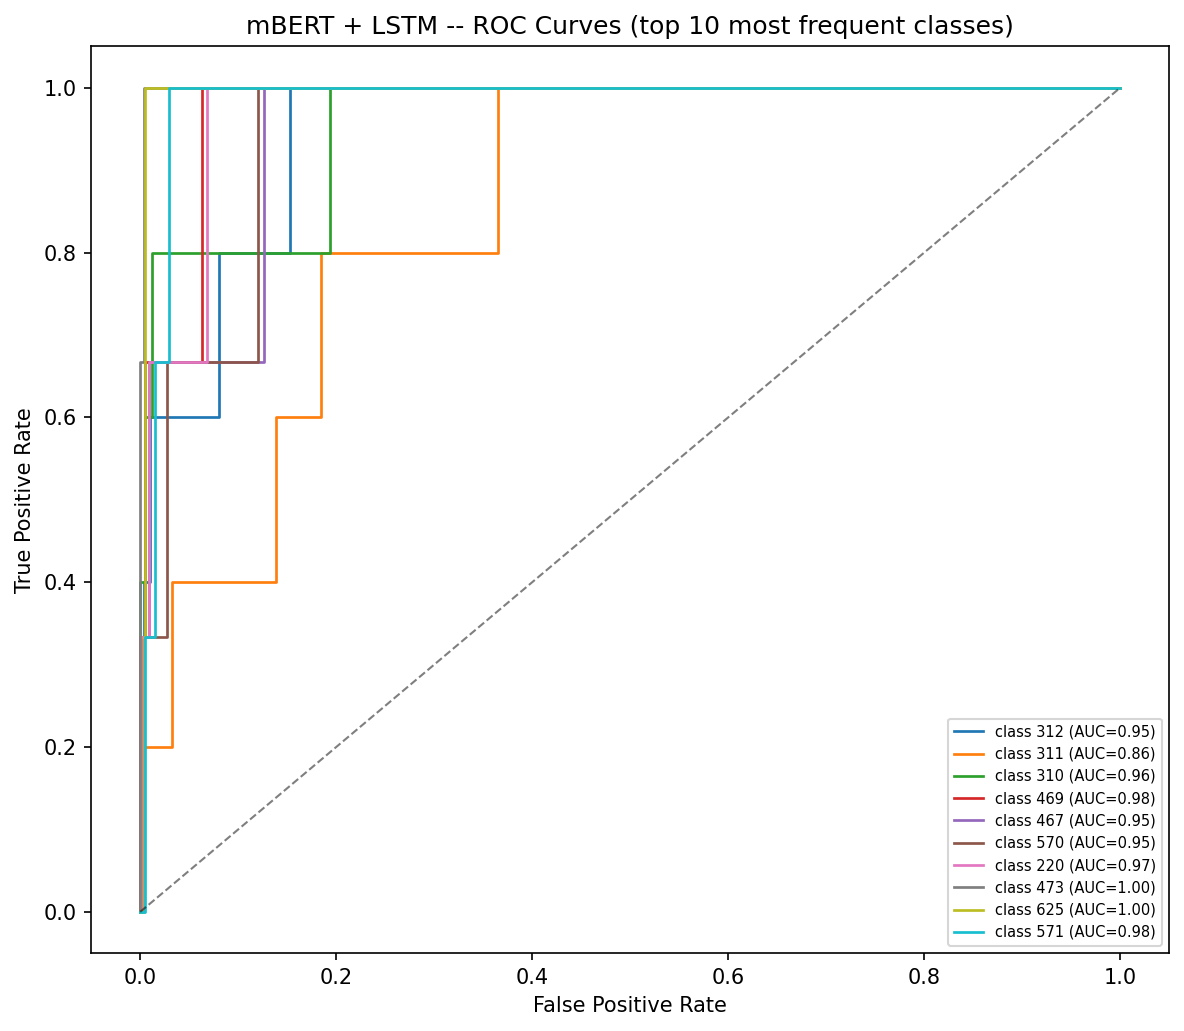 mBERT + LSTM -- ROC Curves (top 10 most frequent classes)
True Positive Rate
1.0
0.8
0.6
0.4
0.2
0.0
0.0 0.2 0.4 0.6 0.8 1.0
False Positive Rate
class 312 (AUC=0.95)
class 311 (AUC=0.86)
class 310 (AUC=0.96)
class 469 (AUC=0.98)
class 467 (AUC=0.95)
class 570 (AUC=0.95)
class 220 (AUC=0.97)
class 473 (AUC=1.00)
class 625 (AUC=1.00)
class 571 (AUC=0.98)